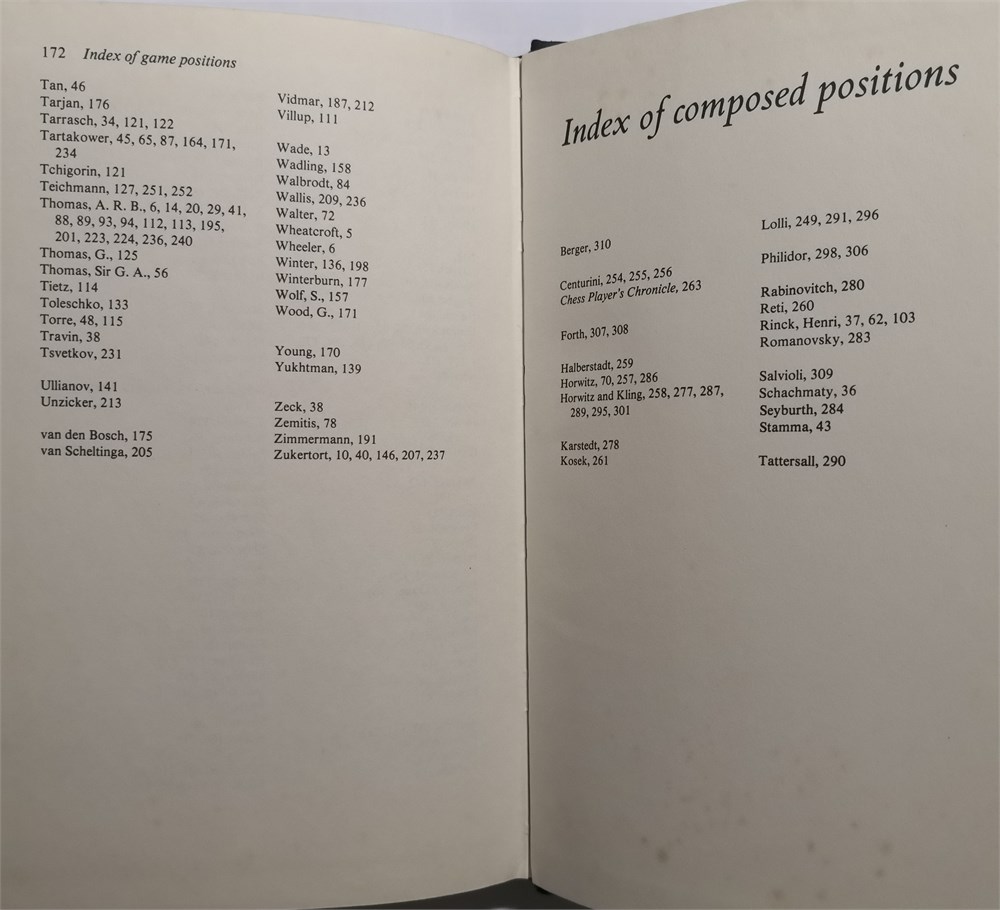 172 Index of game positions
Tan, 46
Tarjan, 176
Tarrasch, 34, 121, 122
Tartakower, 45, 65, 87, 164, 171,
234
Tchigorin, 121
Teichmann, 127, 251, 252
Thomas, A. R. B., 6, 14, 20, 29, 41,
88, 89, 93, 94, 112, 113, 195,
201, 223, 224, 236, 240
Thomas, G., 125
Thomas, Sir G. A., 56
Tietz, 114
Toleschko, 133
Torre, 48, 115
Travin, 38
Tsvetkov, 231
Ullianov, 141
Unzicker, 213
van den Bosch, 175
van Scheltinga, 205
Vidmar, 187, 212
Villup, 111
Wade, 13
Wadling, 158
Walbrodt, 84
Wallis, 209, 236
Walter, 72
Wheatcroft, 5
Wheeler, 6
Winter, 136, 198
Winterburn, 177
Wolf, S., 157
Wood, G., 171
Young, 170
Yukhtman, 139
Zeck, 38
Zemitis, 78
Zimmermann, 191
Zukertort, 10, 40, 146, 207, 237
Index of composed positions
Berger, 310
Centurini, 254, 255, 256
Chess Player's Chronicle, 263
Forth, 307, 308
Halberstadt, 259
Horwitz, 70, 257, 286
Horwitz and Kling, 258, 277, 287,
289, 295, 301
Karstedt, 278
Kosek, 261
Lolli, 249, 291, 296
Philidor, 298, 306
Rabinovitch, 280
Reti, 260
Rinck, Henri, 37, 62, 103
Romanovsky, 283
Salvioli, 309
Schachmaty, 36
Seyburth, 284
Stamma, 43
Tattersall, 290